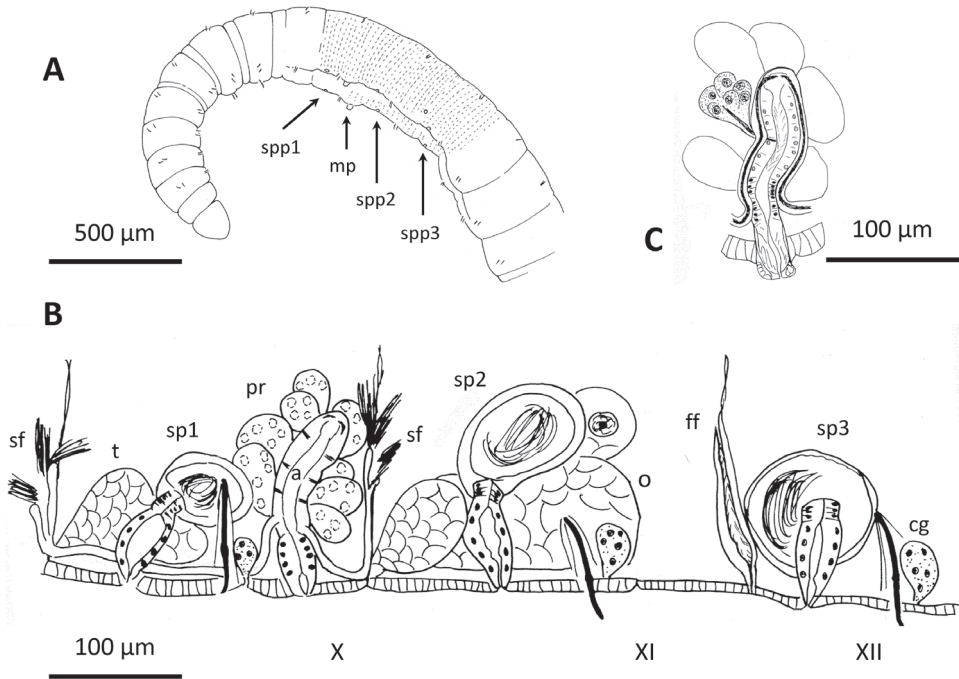 A
spp1
mp
spp2
spp3
500 µm
C
100 µm
B
sf
t
sp1
pr
a
sf
sp2
o
ff
sp3
cg
100 µm
X
XI
XII